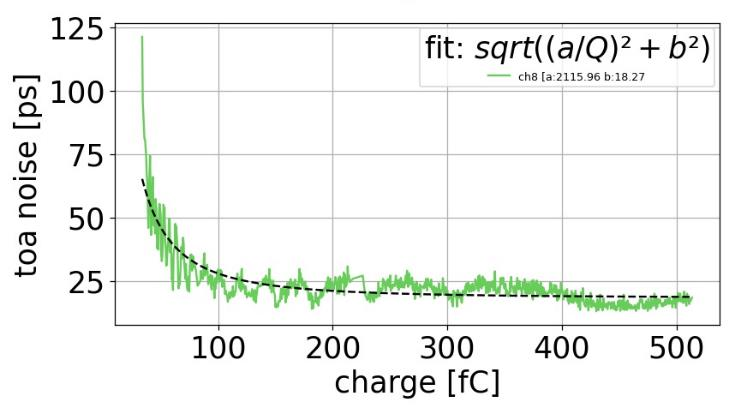 125
100
75
50
25
toa noise [ps]
fit: sqrt((a/Q)² + b²)
ch8 [a:2115.96 b:18.27
100 200 300 400 500
charge [fC]